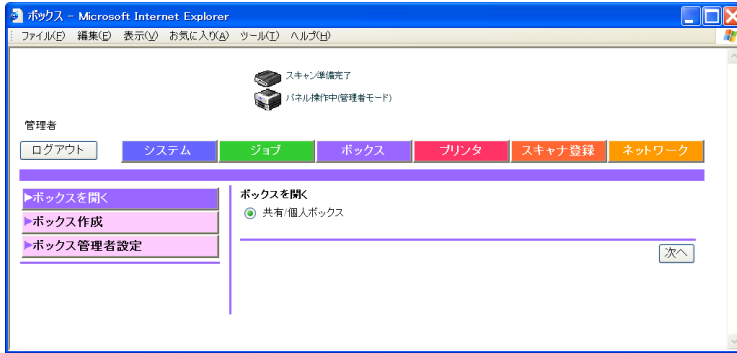 ボックス - Microsoft Internet Explorer
ファイル(F) 編集(E) 表示(V) お気に入り(A) ツール(T) ヘルプ(H)
スキャン準備完了
パネル操作中(管理者モード)
管理者
ログアウト システム ジョブ ボックス プリンタ スキャナ登録 ネットワーク
▶ボックスを開く
▶ボックス作成
▶ボックス管理者設定
ボックスを開く
共有/個人ボックス
次へ